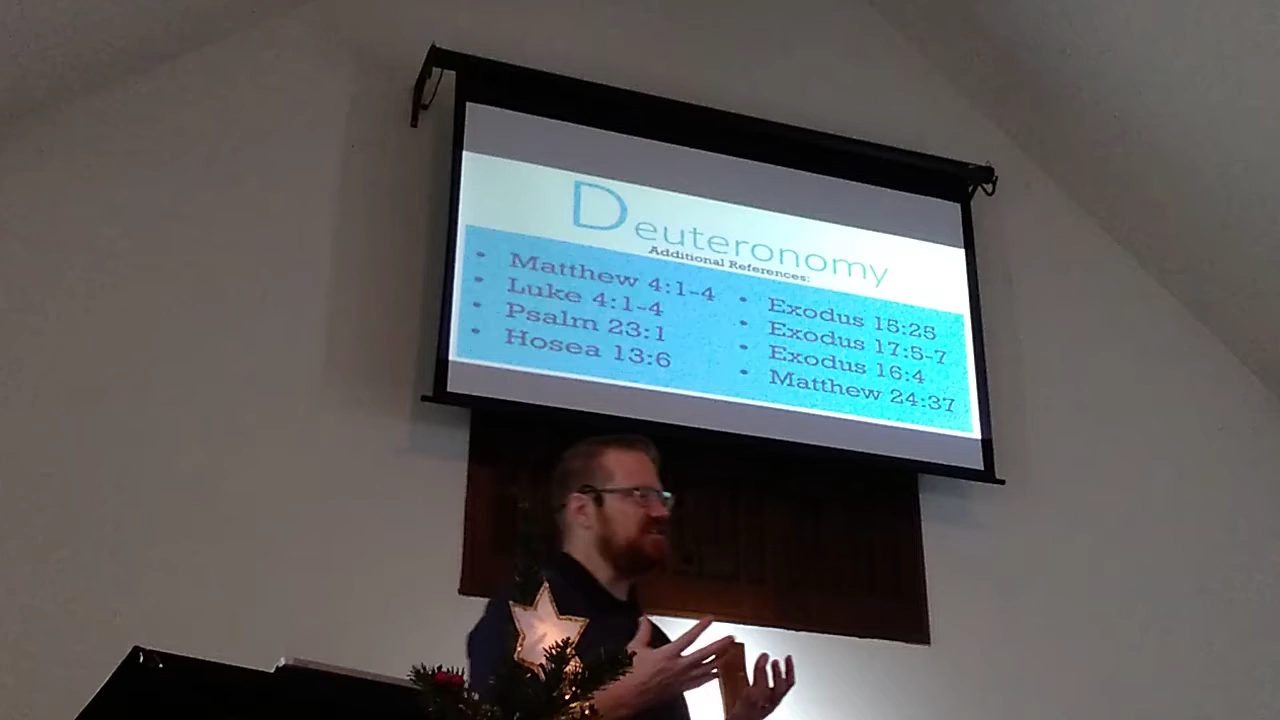 Deuteronomy
Additional References:
• Matthew 4:1-4
• Luke 4:1-4
• Psalm 23:1
• Hosea 13:6
• Exodus 15:25
• Exodus 17:5-7
• Exodus 16:4
• Matthew 24:37